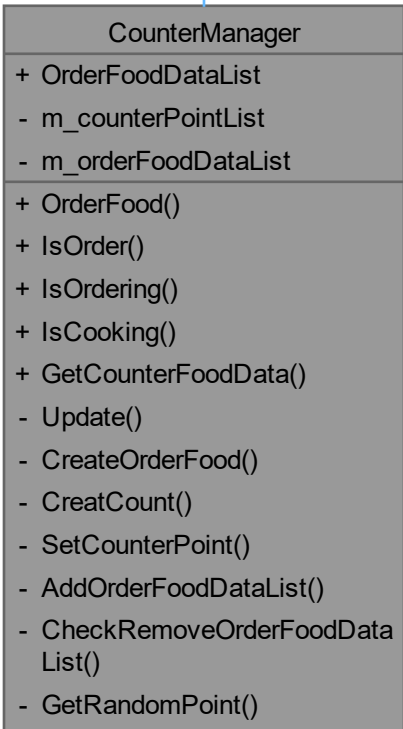 CounterManager
+ OrderFoodDataList
- m_counterPointList
- m_orderFoodDataList
+ OrderFood()
+ IsOrder()
+ IsOrdering()
+ IsCooking()
+ GetCounterFoodData()
- Update()
- CreateOrderFood()
- CreatCount()
- SetCounterPoint()
- AddOrderFoodDataList()
- CheckRemoveOrderFoodData
List()
- GetRandomPoint()